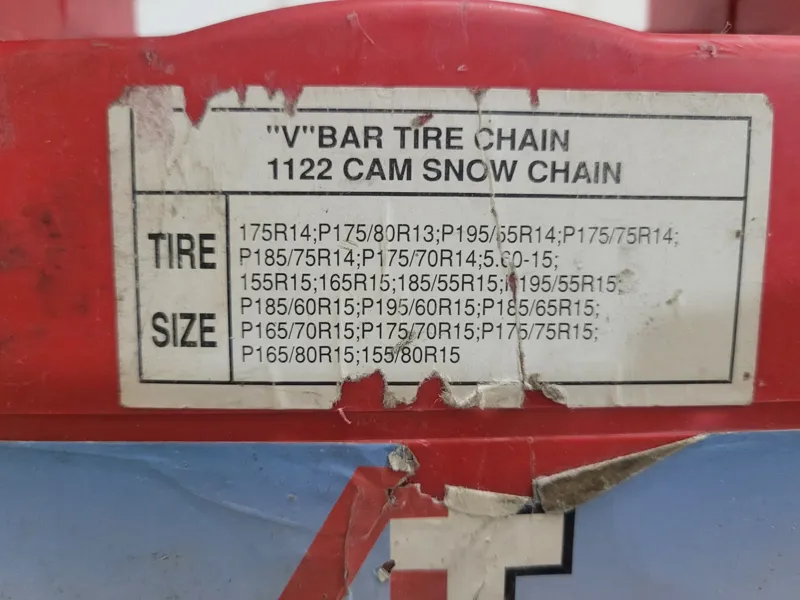 "V"BAR TIRE CHAIN
1122 CAM SNOW CHAIN
TIRE
SIZE
175R14;P175/80R13;P195/55R14;P175/75R14;
P185/75R14;P175/70R14;5.60-15;
155R15;165R15;185/55R15;P195/55R15;
P185/60R15;P195/60R15;P185/65R15;
P165/70R15;P175/70R15;P175/75R15;
P165/80R15;155/80R15